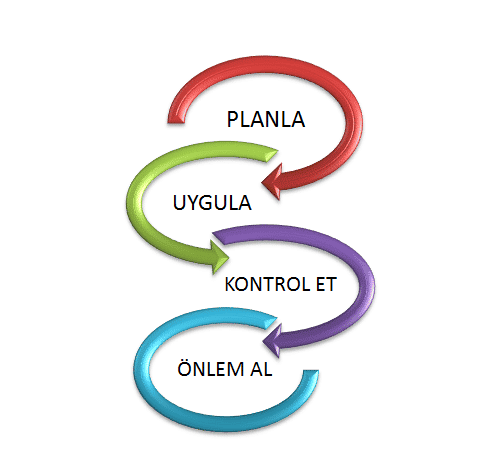 PLANLA
UYGULA
KONTROL ET
ÖNLEM AL